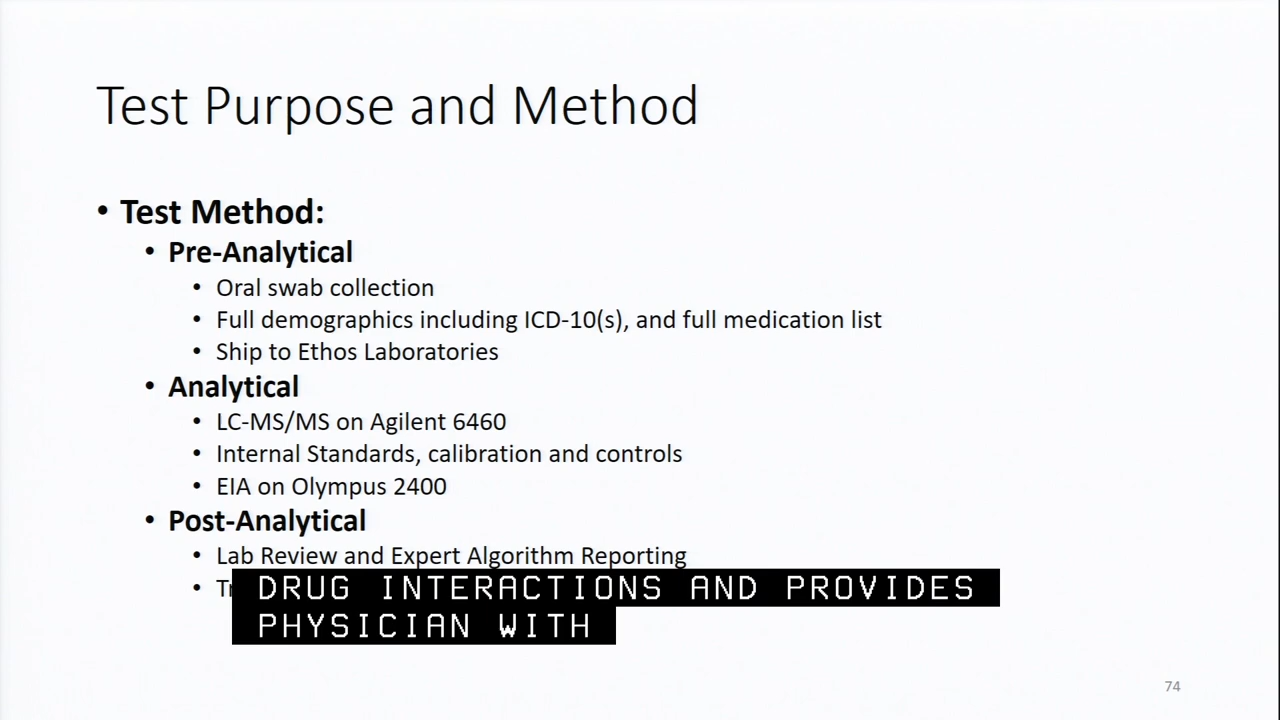 Test Purpose and Method
• Test Method:
• Pre-Analytical
• Oral swab collection
• Full demographics including ICD-10(s), and full medication list
• Ship to Ethos Laboratories
• Analytical
• LC-MS/MS on Agilent 6460
• Internal Standards, calibration and controls
• EIA on Olympus 2400
• Post-Analytical
• Lab Review and Expert Algorithm Reporting
•
DRUG INTERACTIONS AND PROVIDES
PHYSICIAN WITH
74